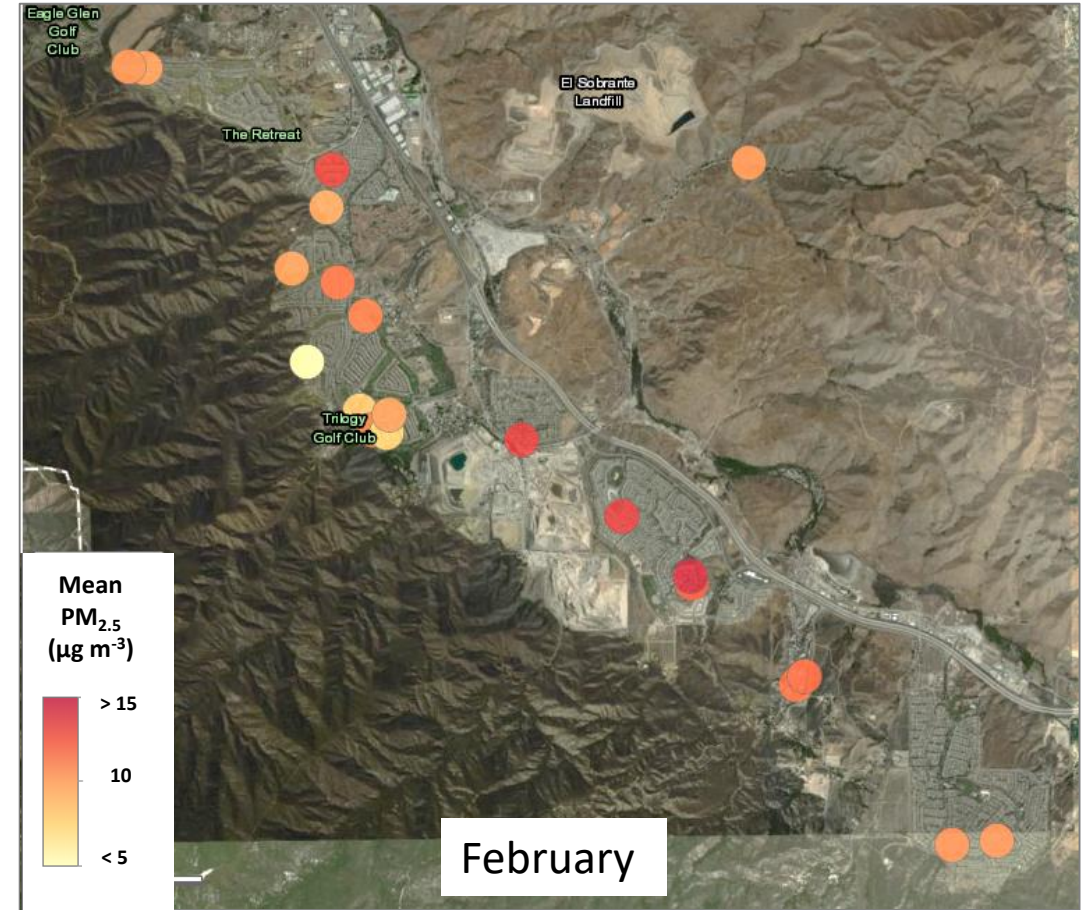 Eagle Glen
Golf
Club
El Sobrante
Landfill
The Retreat
Trilogy
Golf Club
Mean
PM2.5
(µg m-3)
> 15
10
< 5
February